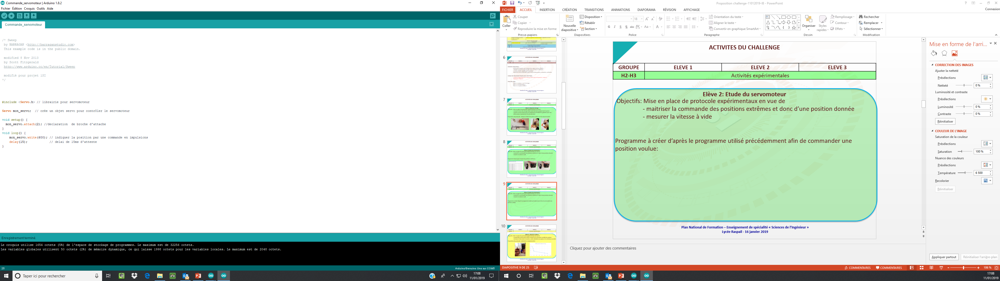 Commande_servomoteur | Arduino 1.8.2
Fichier Édition Croquis Outils Aide
Commande_servomoteur
/* Sweep
by BARRAGAN <http://barraganstudio.com>
This example code is in the public domain.
modified 8 Nov 2013
by Scott Fitzgerald
http://www.arduino.cc/en/Tutorial/Sweep
modifié pour projet 1SI
*/
#include <Servo.h> // librairie pour servomoteur
Servo mon_servo;  // crée un objet servo pour contrôler le servomoteur
void setup() {
mon_servo.attach(2); //declaration  de broche d'attache
}
void loop() {
mon_servo.write(600); // indiquer la position par une commande en impulsions
delay(15);               // delai de 15ms d'attente
}
Enregistrement terminé.
Le croquis utilise 1654 octets (5%) de l'espace de stockage de programmes. Le maximum est de 32256 octets.
Les variables globales utilisent 50 octets (2%) de mémoire dynamique, ce qui laisse 1998 octets pour les variables locales. Le maximum est de 2048 octets.
25
Arduino/Genuino Uno sur COM5
Taper ici pour rechercher
17:08
11/01/2019
Proposition challenge-11012019-IB - PowerPoint
FICHIER ACCUEIL INSERTION CRÉATION TRANSITIONS ANIMATIONS DIAPORAMA RÉVISION AFFICHAGE
Connexion
Coller
Couper
Copier
Reproduire la mise en forme
Presse-papiers
Nouvelle diapositive
Disposition
Rétablir
Section
Diapositives
18
G I S S abc AV Aa A
Police
Orientation du texte
Aligner le texte
Convertir en graphique SmartArt
Paragraphe
Organiser
Styles rapides
Remplissage
Contour
Effets
Dessin
Rechercher
Remplacer
Sélectionner
Modification
6
7
8
9
10
ACTIVITES DU CHALLENGE
GROUPE ELEVE 1 ELEVE 2 ELEVE 3
H2-H3 Activités expérimentales
Elève 2: Etude du servomoteur
Objectifs: Mise en place de protocole expérimentaux en vue de
- maitriser la commande des positions extrêmes et donc d’une position donnée
- mesurer la vitesse à vide
Programme à créer d’après le programme utilisé précédemment afin de commander une
position voulue:
Plan National de Formation – Enseignement de spécialité « Sciences de l’Ingénieur »
Lycée Raspail - 16 janvier 2019
Cliquez pour ajouter des commentaires
Mise en forme de l'arri...
CORRECTION DES IMAGES
Ajuster la netteté
Présélections
Netteté 0 %
Luminosité et contraste
Présélections
Luminosité 0 %
Contraste 0 %
Réinitialiser
COULEUR DE L'IMAGE
Saturation de la couleur
Présélections
Saturation 100 %
Nuance des couleurs
Présélections
Température 6 500
Recolorier
Réinitialiser
Appliquer partout
Réinitialiser l'arrière-plan
DIAPOSITIVE 9 DE 25
COMMENTAIRES
COMMENTAIRES
106 %
17:08
11/01/2019